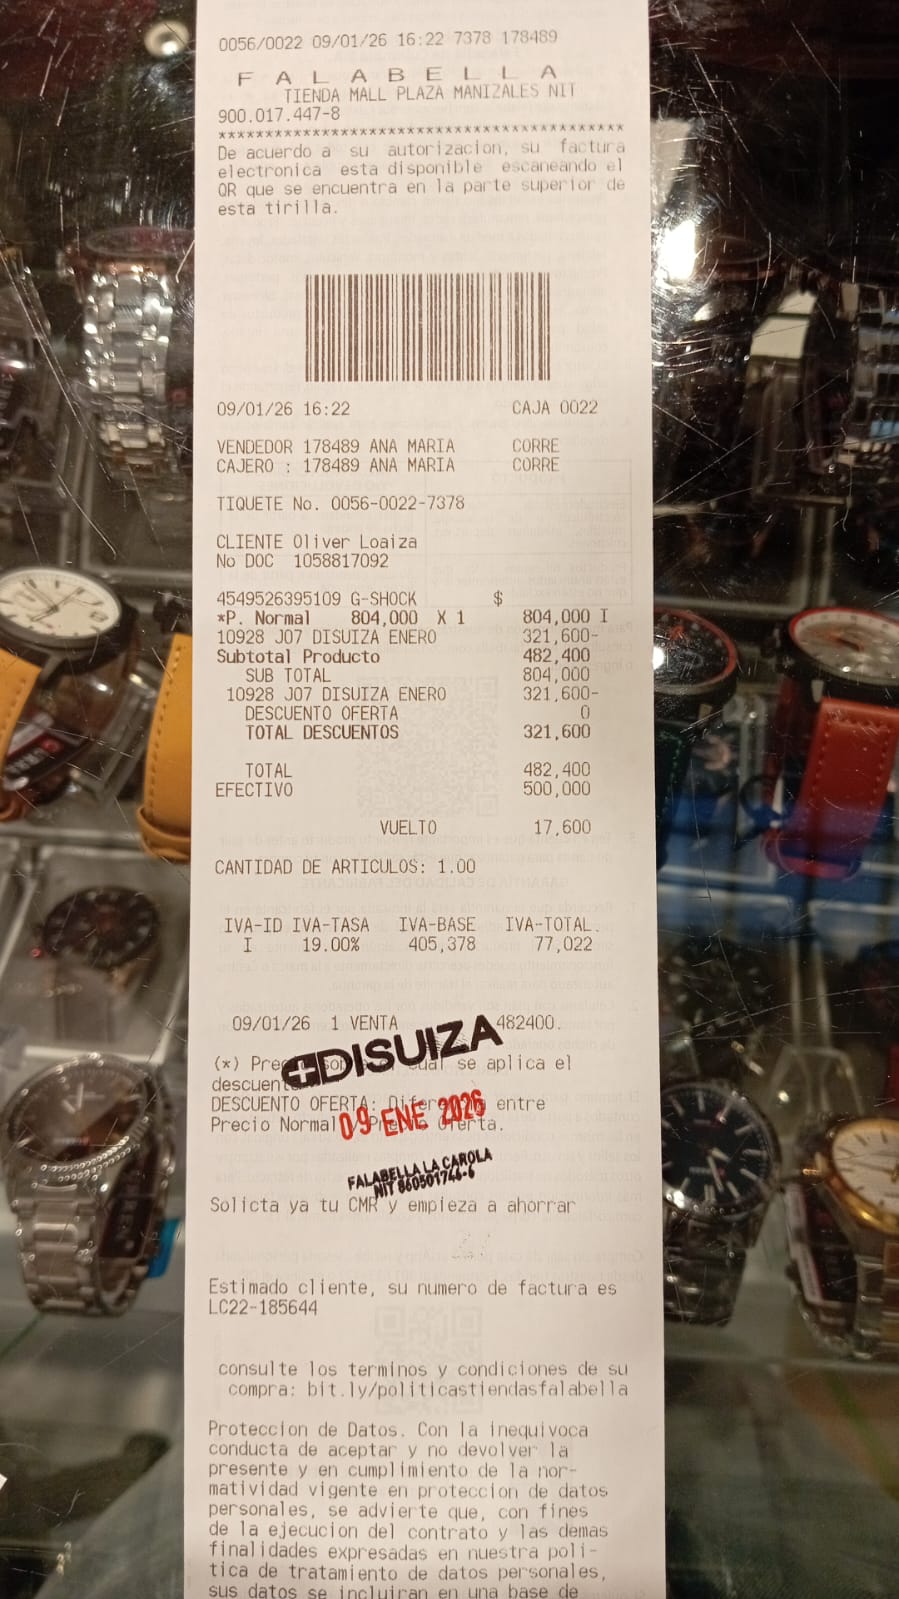 0056/0022 09/01/26 16:22 7378 178489
F A L A B E L L A
TIENDA MALL PLAZA MANIZALES NIT
900.017.447-8
******************************************
De acuerdo a su autorizacion, su factura
electronica esta disponible escaneando el
QR que se encuentra en la parte superior de
esta tirilla.
09/01/26 16:22 CAJA 0022
VENDEDOR 178489 ANA MARIA CORRE
CAJERO : 178489 ANA MARIA CORRE
TIQUETE No. 0056-0022-7378
CLIENTE Oliver Loaiza
No DOC 1058817092
4549526395109 G-SHOCK $
*P. Normal 804,000 X 1 804,000 I
10928 J07 DISUIZA ENERO 321,600-
Subtotal Producto 482,400
SUB TOTAL 804,000
10928 J07 DISUIZA ENERO 321,600-
DESCUENTO OFERTA 0
TOTAL DESCUENTOS 321,600
TOTAL 482,400
EFECTIVO 500,000
VUELTO 17,600
CANTIDAD DE ARTICULOS: 1.00
IVA-ID IVA-TASA IVA-BASE IVA-TOTAL.
I 19.00% 405,378 77,022
09/01/26 1 VENTA 482400.
DISUIZA
(*) se aplica el
DESCUENTO OFERTA: entre
09 ENE 2026
Precio Normal Oferta.
FALABELLA LA CAROLA
NIT 860501746-6
Solicta ya tu CMR y empieza a ahorrar
Estimado cliente, su numero de factura es
LC22-185644
consulte los terminos y condiciones de su
compra: bit.ly/politicastiendasfalabella
Proteccion de Datos. Con la inequivoca
conducta de aceptar y no devolver la
presente y en cumplimiento de la nor-
matividad vigente en proteccion de datos
personales, se advierte que, con fines
de la ejecucion del contrato y las demas
finalidades expresadas en nuestra poli-
tica de tratamiento de datos personales,
sus datos se incluiran en una base de